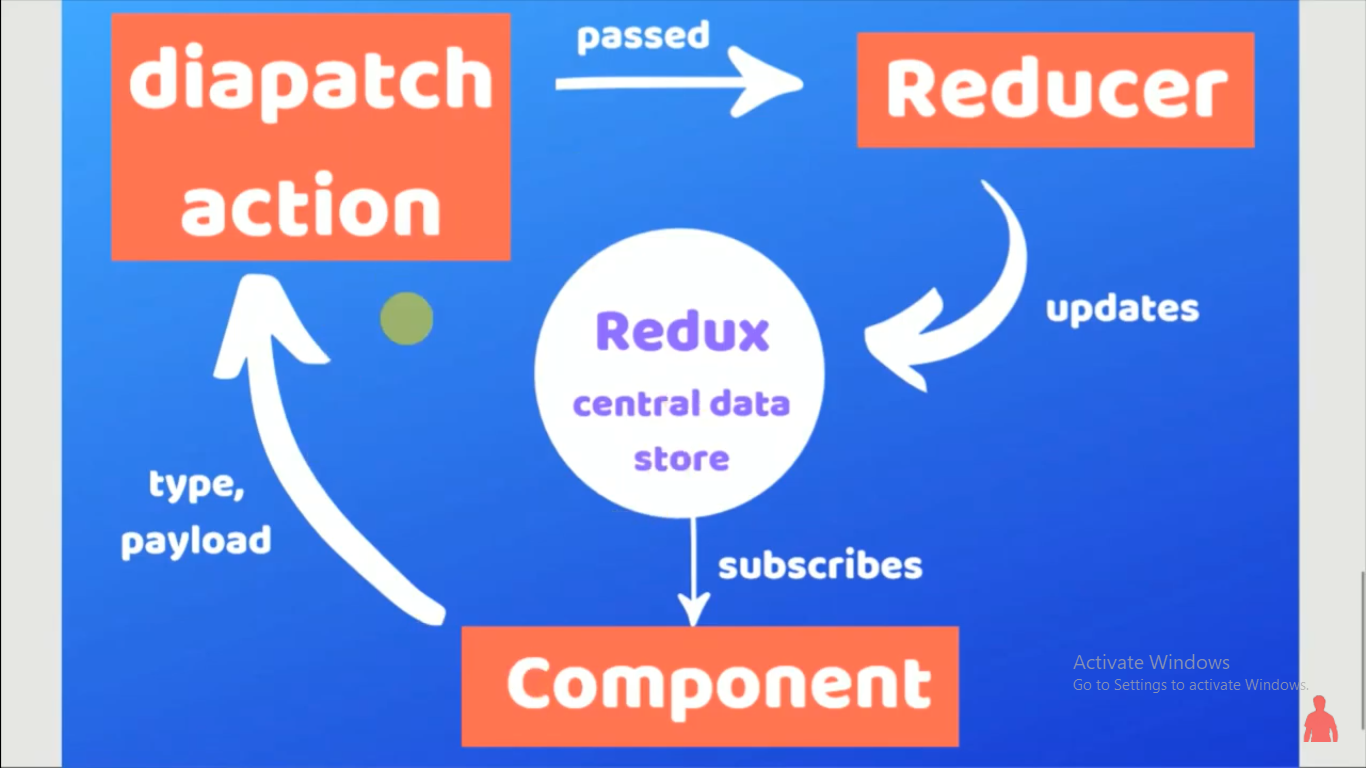 diapatch
action
passed
Reducer
updates
Redux
central data
store
type,
payload
subscribes
Component
Activate Windows
Go to Settings to activate Windows.